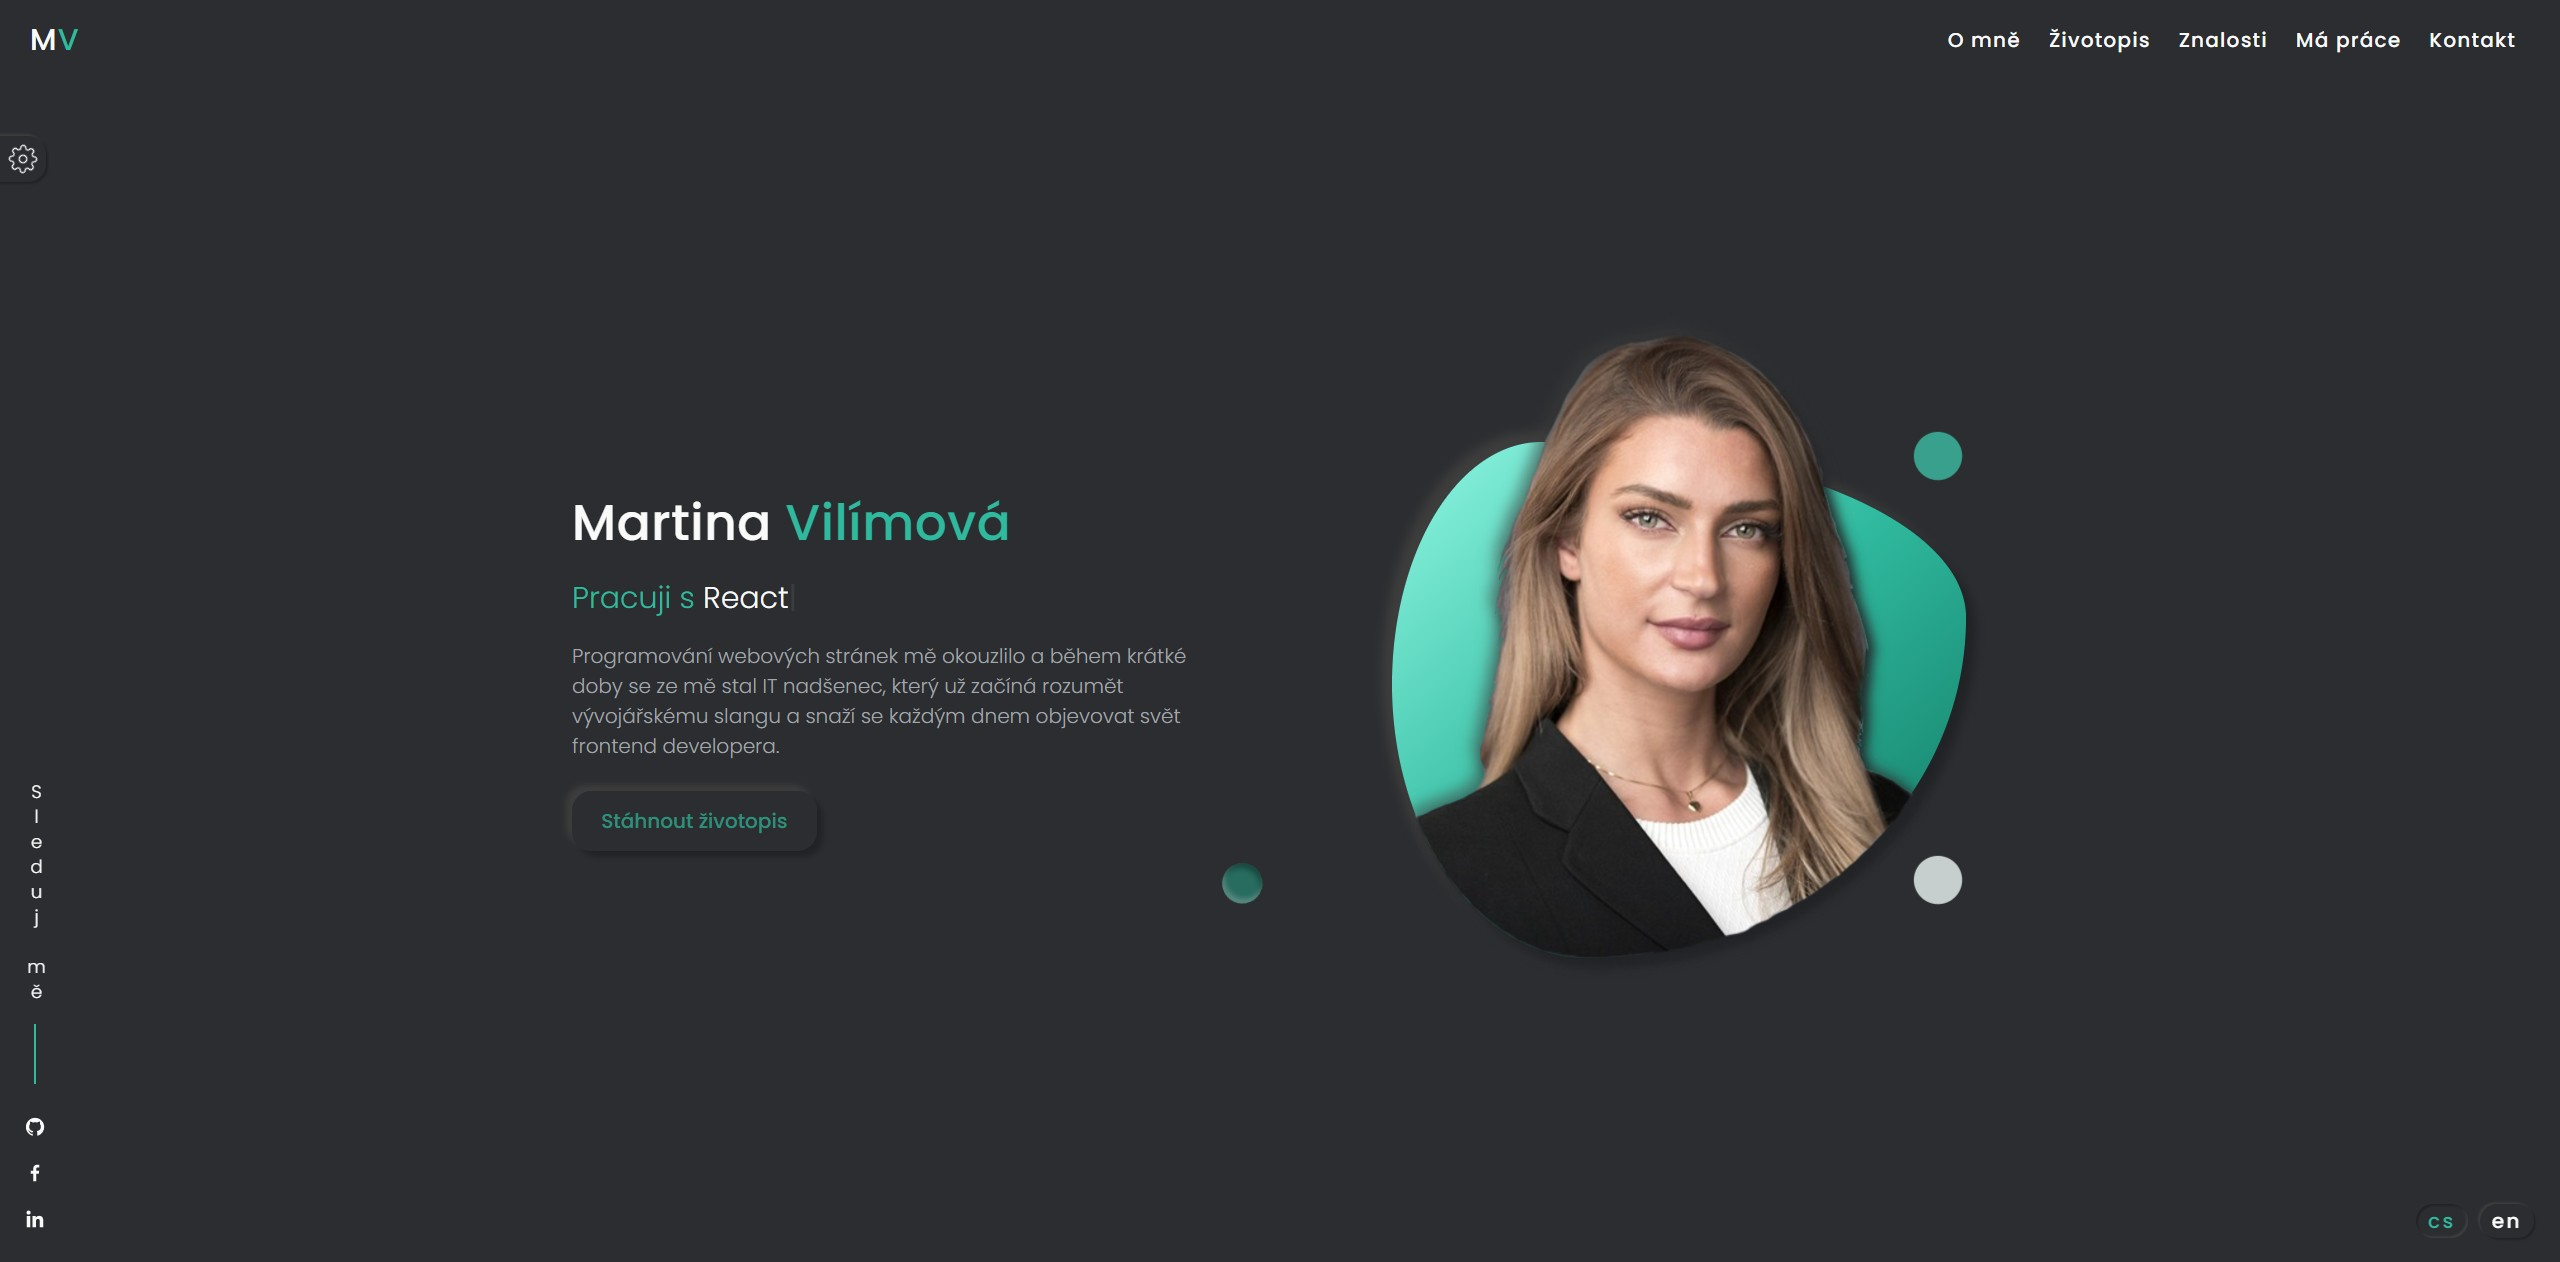 MV
O mně Životopis Znalosti Má práce Kontakt
Martina Vilímová
Pracuji s React
Programování webových stránek mě okouzlilo a během krátké
doby se ze mě stal IT nadšenec, který už začíná rozumět
vývojářskému slangu a snaží se každým dnem objevovat svět
frontend developera.
Stáhnout životopis
Sleduj mě
cs en